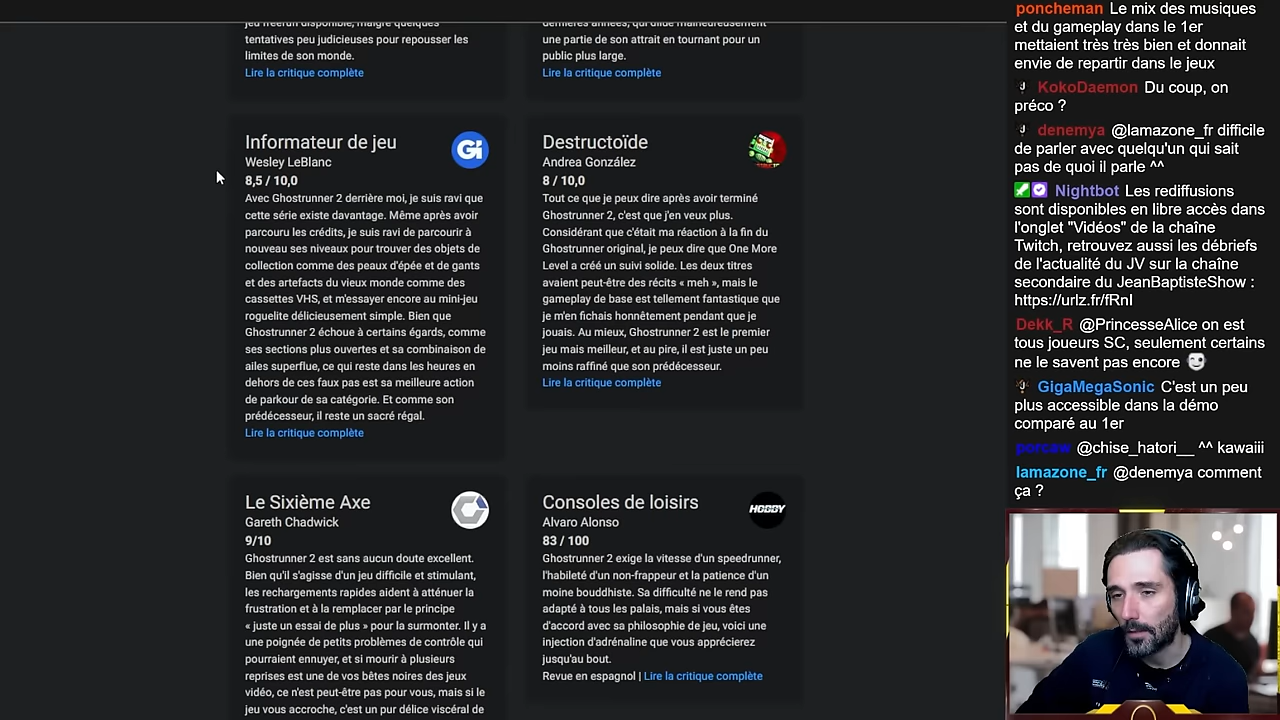 jeu freerun disponible, malgré quelques
tentatives peu judicieuses pour repousser les
limites de son monde.
Lire la critique complète
dernières années, qui dilue malheureusement
une partie de son attrait en tournant pour un
public plus large.
Lire la critique complète
Informateur de jeu
Wesley LeBlanc
8,5 / 10,0
Avec Ghostrunner 2 derrière moi, je suis ravi que
cette série existe davantage. Même après avoir
parcouru les crédits, je suis ravi de parcourir à
nouveau ses niveaux pour trouver des objets de
collection comme des peaux d'épée et de gants
et des artefacts du vieux monde comme des
cassettes VHS, et m'essayer encore au mini-jeu
roguelite délicieusement simple. Bien que
Ghostrunner 2 échoue à certains égards, comme
ses sections plus ouvertes et sa combinaison de
ailes superflue, ce qui reste dans les heures en
dehors de ces faux pas est sa meilleure action
de parkour de sa catégorie. Et comme son
prédécesseur, il reste un sacré régal.
Lire la critique complète
Gi
Destructoïde
Andrea González
8 / 10,0
Tout ce que je peux dire après avoir terminé
Ghostrunner 2, c'est que j'en veux plus.
Considérant que c'était ma réaction à la fin du
Ghostrunner original, je peux dire que One More
Level a créé un suivi solide. Les deux titres
avaient peut-être des récits « meh », mais le
gameplay de base est tellement fantastique que
je m'en fichais honnêtement pendant que je
jouais. Au mieux, Ghostrunner 2 est le premier
jeu mais meilleur, et au pire, il est juste un peu
moins raffiné que son prédécesseur.
Lire la critique complète
Le Sixième Axe
Gareth Chadwick
9/10
Ghostrunner 2 est sans aucun doute excellent.
Bien qu'il s'agisse d'un jeu difficile et stimulant,
les rechargements rapides aident à atténuer la
frustration et à la remplacer par le principe
« juste un essai de plus » pour la surmonter. Il y a
une poignée de petits problèmes de contrôle qui
pourraient ennuyer, et si mourir à plusieurs
reprises est une de vos bêtes noires des jeux
vidéo, ce n'est peut-être pas pour vous, mais si le
jeu vous accroche, c'est un pur délice viscéral de
Consoles de loisirs
Alvaro Alonso
83 / 100
Ghostrunner 2 exige la vitesse d'un speedrunner,
l'habileté d'un non-frappeur et la patience d'un
moine bouddhiste. Sa difficulté ne le rend pas
adapté à tous les palais, mais si vous êtes
d'accord avec sa philosophie de jeu, voici une
injection d'adrénaline que vous apprécierez
jusqu'au bout.
Revue en espagnol | Lire la critique complète
HOBBY
poncheman Le mix des musiques
et du gameplay dans le 1er
mettaient très très bien et donnait
envie de repartir dans le jeux
KokoDaemon Du coup, on
préco ?
denemya @lamazone_fr difficile
de parler avec quelqu'un qui sait
pas de quoi il parle ^^
Nightbot Les rediffusions
sont disponibles en libre accès dans
l'onglet "Vidéos" de la chaîne
Twitch, retrouvez aussi les débriefs
de l'actualité du JV sur la chaîne
secondaire du JeanBaptisteShow :
https://urlz.fr/fRnI
Dekk_R @PrincesseAlice on est
tous joueurs SC, seulement certains
ne le savent pas encore
GigaMegaSonic C'est un peu
plus accessible dans la démo
comparé au 1er
porcaw @chise_hatori__ ^^ kawaiii
lamazone_fr @denemya comment
ça ?